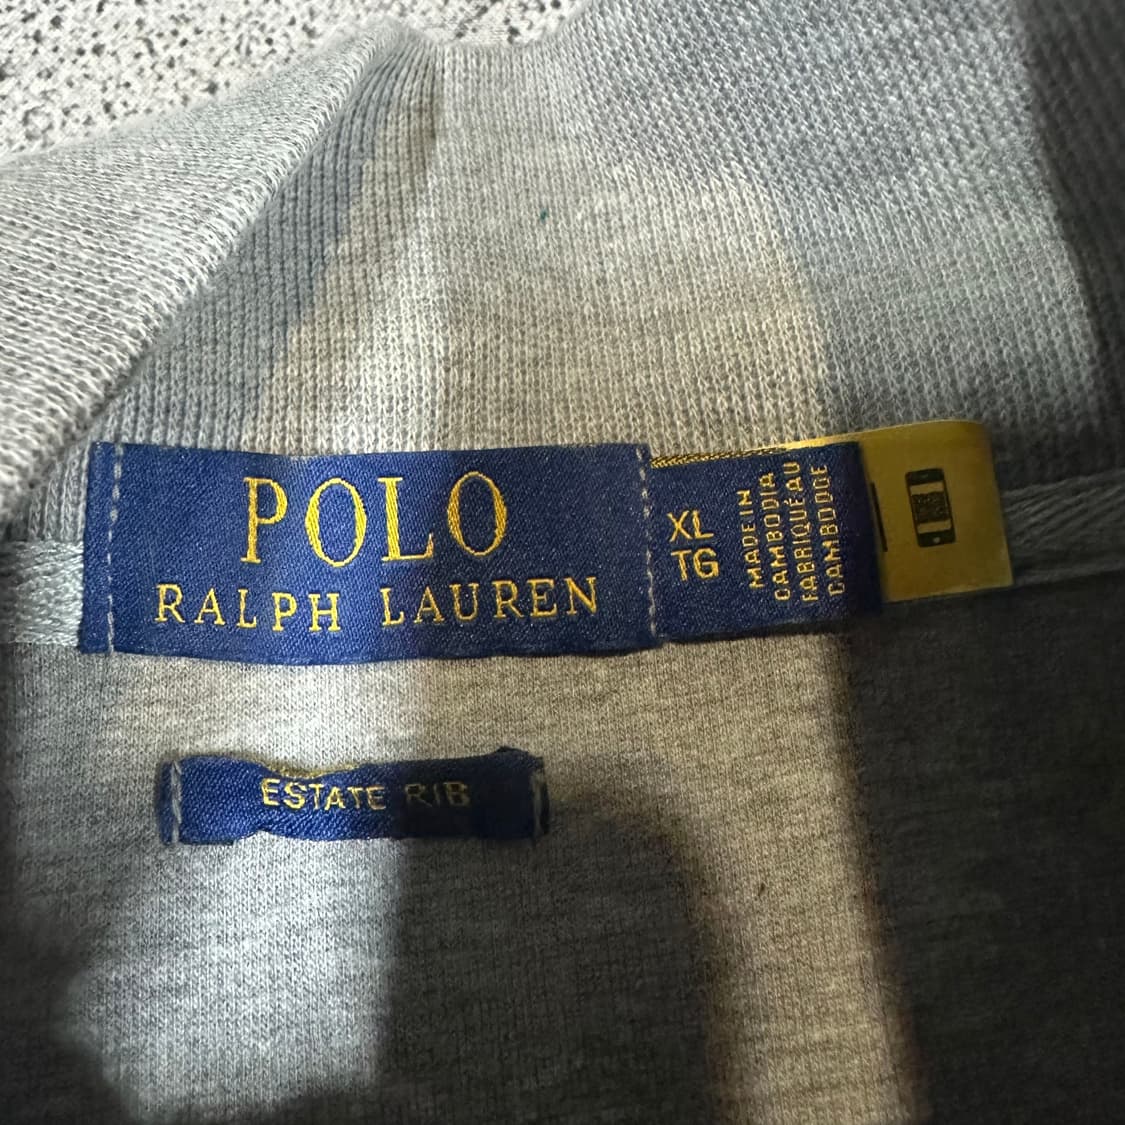 POLO
RALPH LAUREN
XL
TG
MADE IN
CAMBODIA
FABRIQUÉ AU
CAMBODGE
ESTATE RIB